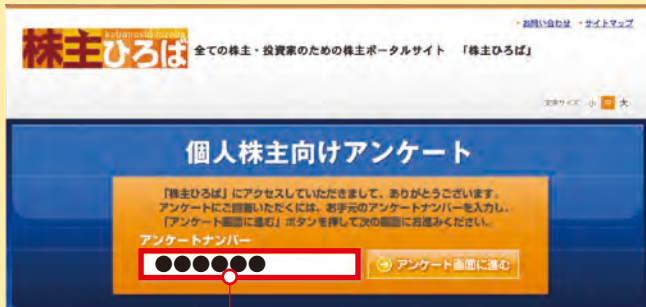 ・お問い合わせ ・サイトマップ
kabunushi hiroba
株主ひろば 全ての株主・投資家のための株主ポータルサイト 「株主ひろば」
文字サイズ 小 中 大
個人株主向けアンケート
「株主ひろば」にアクセスしていただきまして、ありがとうございます。
アンケートにご回答いただくには、お手元のアンケートナンバーを入力し、
「アンケート画面に進む」ボタンを押して次の画面にお進みください。
アンケートナンバー
●●●●●● アンケート画面に進む